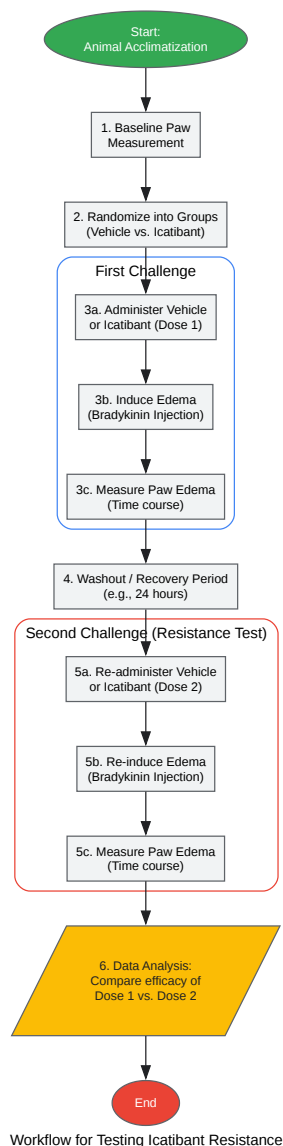 Start:
Animal Acclimatization
1. Baseline Paw
Measurement
2. Randomize into Groups
(Vehicle vs. Icatibant)
First Challenge
3a. Administer Vehicle
or Icatibant (Dose 1)
3b. Induce Edema
(Bradykinin Injection)
3c. Measure Paw Edema
(Time course)
4. Washout / Recovery Period
(e.g., 24 hours)
Second Challenge (Resistance Test)
5a. Re-administer Vehicle
or Icatibant (Dose 2)
5b. Re-induce Edema
(Bradykinin Injection)
5c. Measure Paw Edema
(Time course)
6. Data Analysis:
Compare efficacy of
Dose 1 vs. Dose 2
End
Workflow for Testing Icatibant Resistance